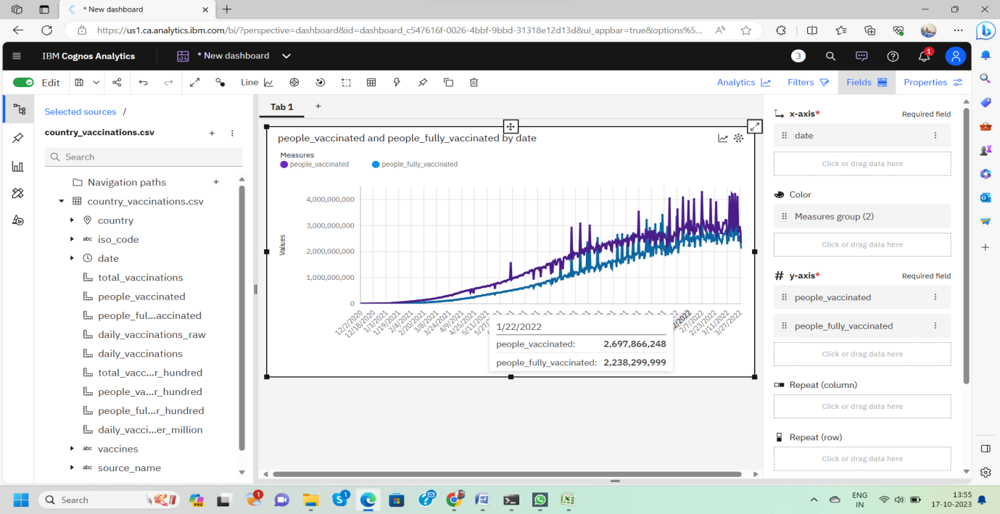 * New dashboard
https://us1.ca.analytics.ibm.com/bi/?perspective=dashboard&id=dashboard_c547616f-0026-4bbf-9bbd-31318e12d13d&ui_appbar=true&options%5...
IBM Cognos Analytics
* New dashboard
3
1
Edit
Line
Analytics
Filters
Fields
Properties
Selected sources /
country_vaccinations.csv
Search
Navigation paths
country_vaccinations.csv
country
abc iso_code
date
total_vaccinations
people_vaccinated
people_ful...accinated
daily_vaccinations_raw
daily_vaccinations
total_vacc...r_hundred
people_va...r_hundred
people_ful...r_hundred
daily_vacci...er_million
abc vaccines
abc source_name
Tab 1
people_vaccinated and people_fully_vaccinated by date
Measures
people_vaccinated
people_fully_vaccinated
Values
4,000,000,000
3,000,000,000
2,000,000,000
1,000,000,000
0
12/2/2020
12/18/2020
1/3/2021
1/19/2021
2/4/2021
2/20/2021
3/8/2021
3/24/2021
4/9/2021
4/25/2021
5/11/2021
2/7/2022
2/23/2022
3/11/2022
3/27/2022
1/22/2022
people_vaccinated: 2,697,866,248
people_fully_vaccinated: 2,238,299,999
x-axis* Required field
date
Click or drag data here
Color
Measures group (2)
Click or drag data here
y-axis* Required field
people_vaccinated
people_fully_vaccinated
Click or drag data here
Repeat (column)
Click or drag data here
Repeat (row)
Click or drag data here
Search
PRE
1
1
ENG
IN
13:55
17-10-2023